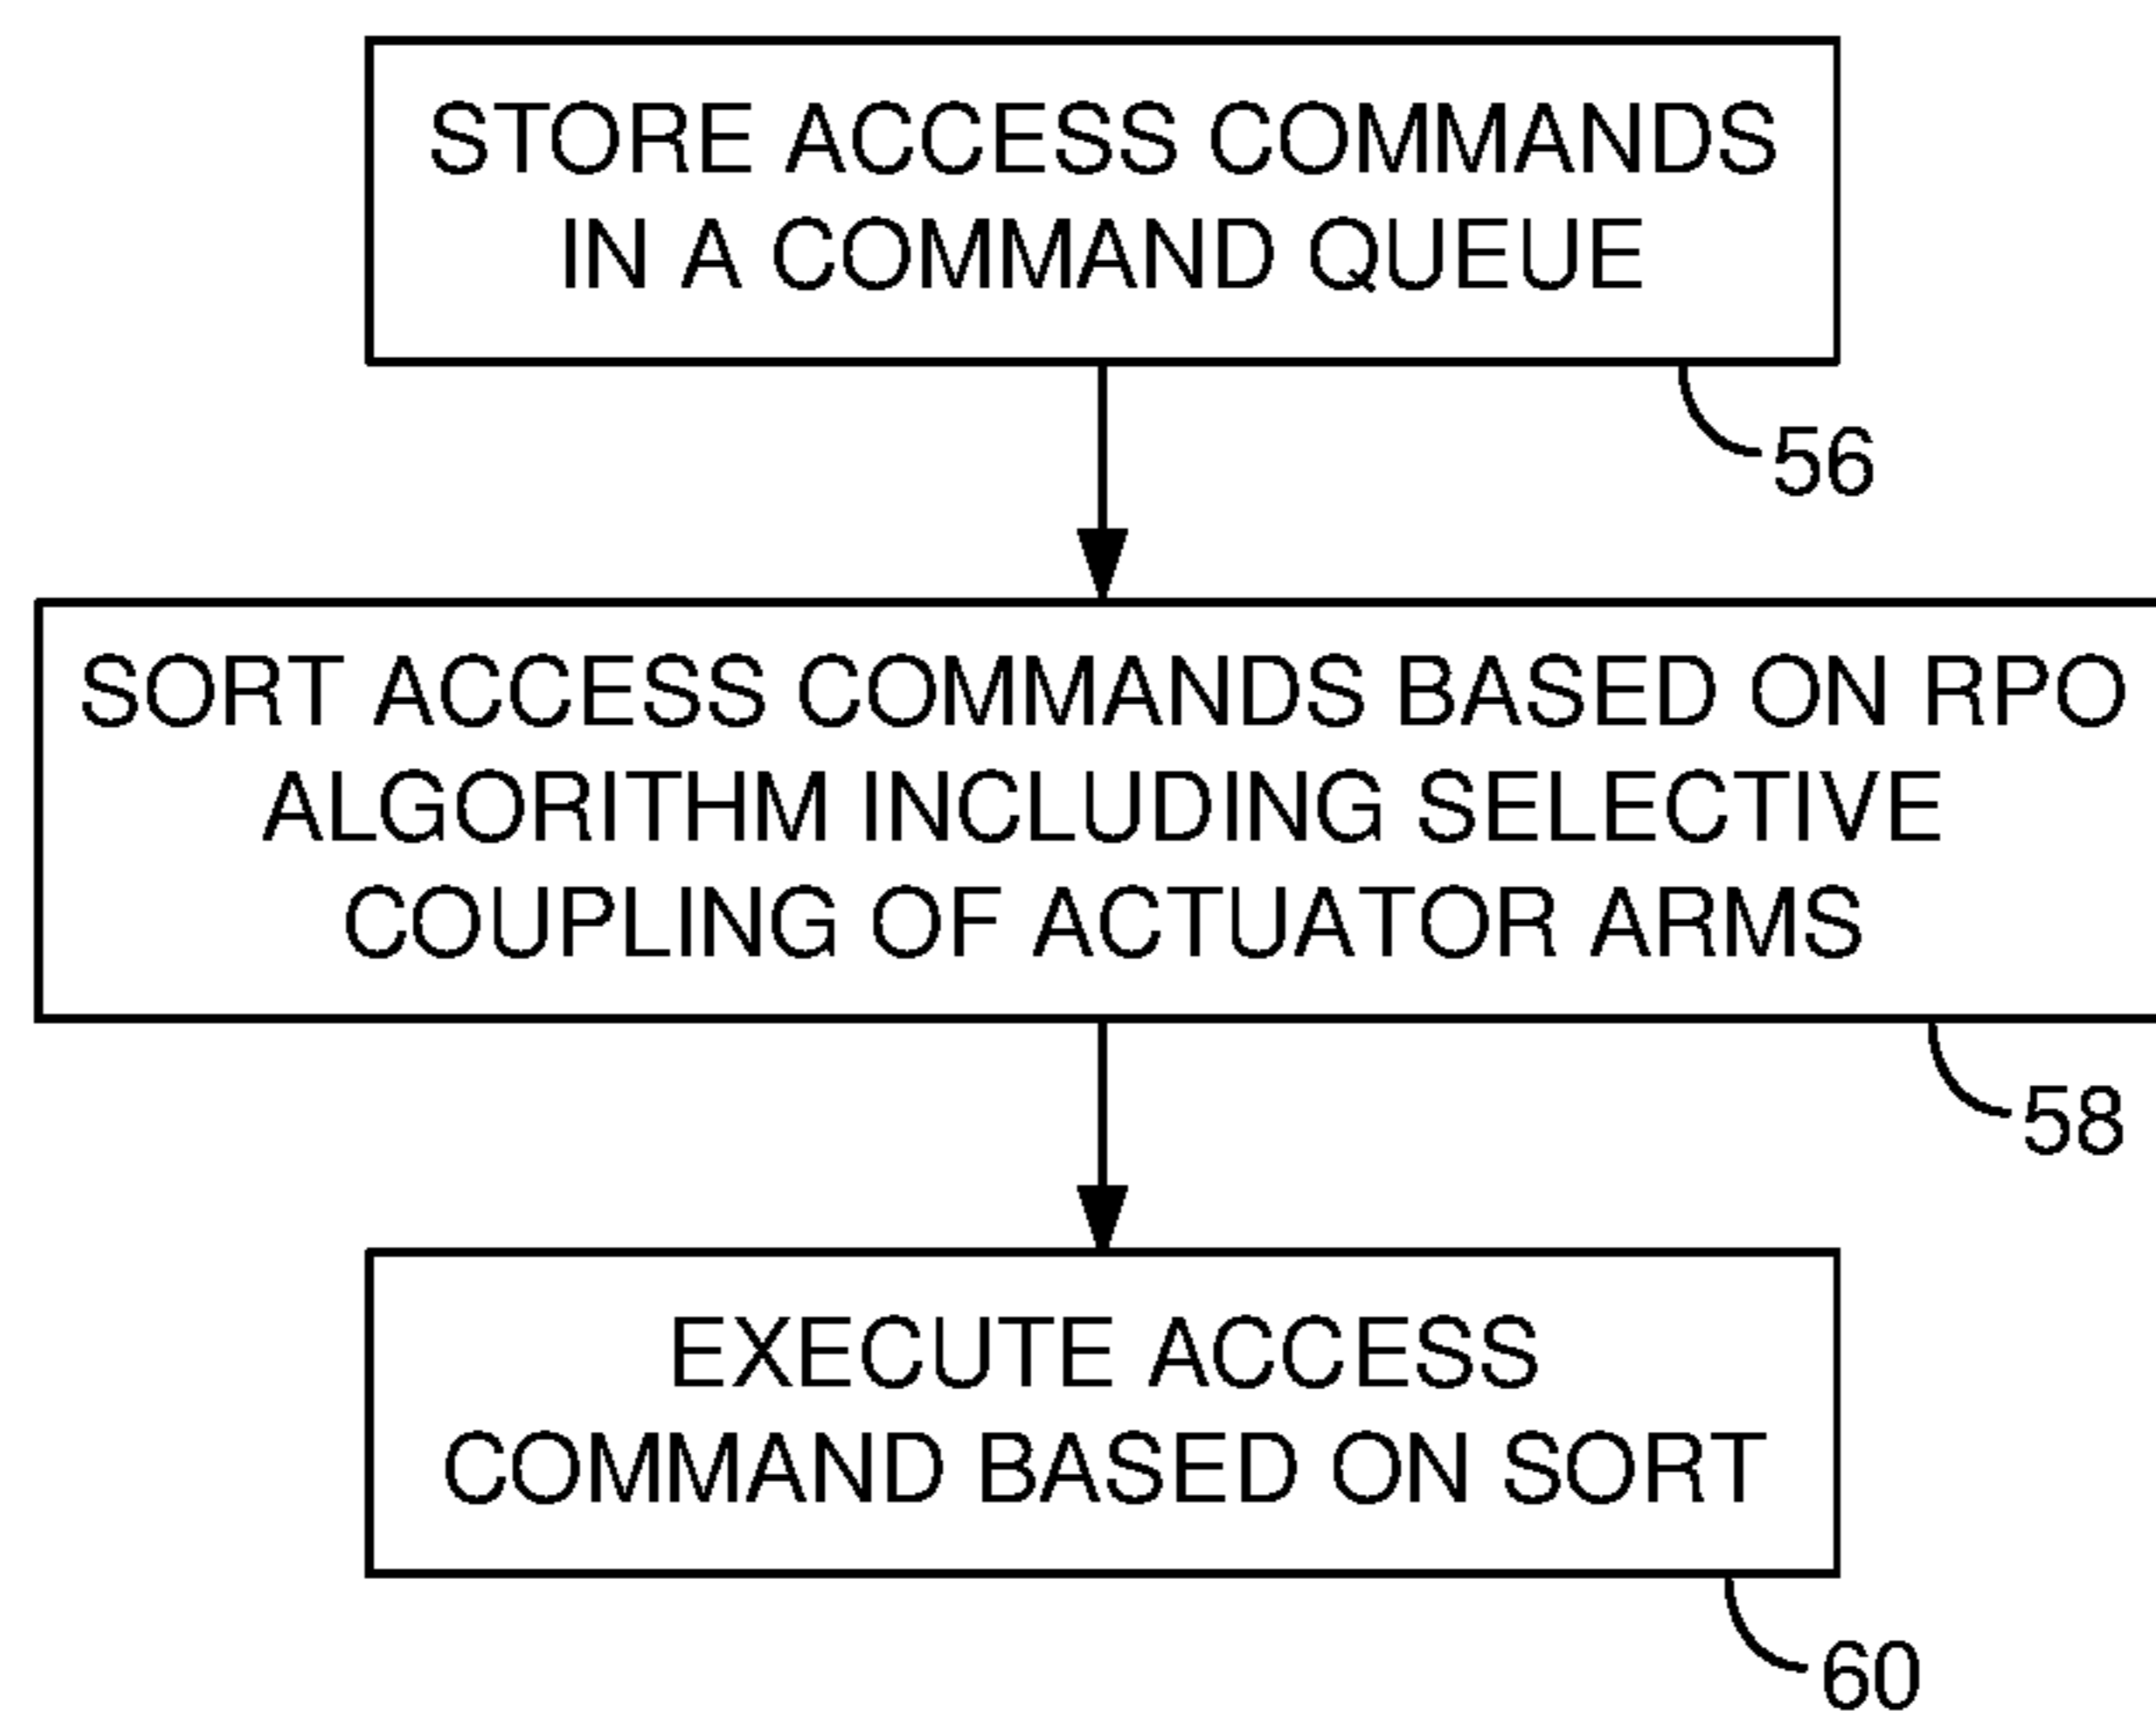 STORE ACCESS COMMANDS
IN A COMMAND QUEUE
56
SORT ACCESS COMMANDS BASED ON RPO
ALGORITHM INCLUDING SELECTIVE
COUPLING OF ACTUATOR ARMS
58
EXECUTE ACCESS
COMMAND BASED ON SORT
60